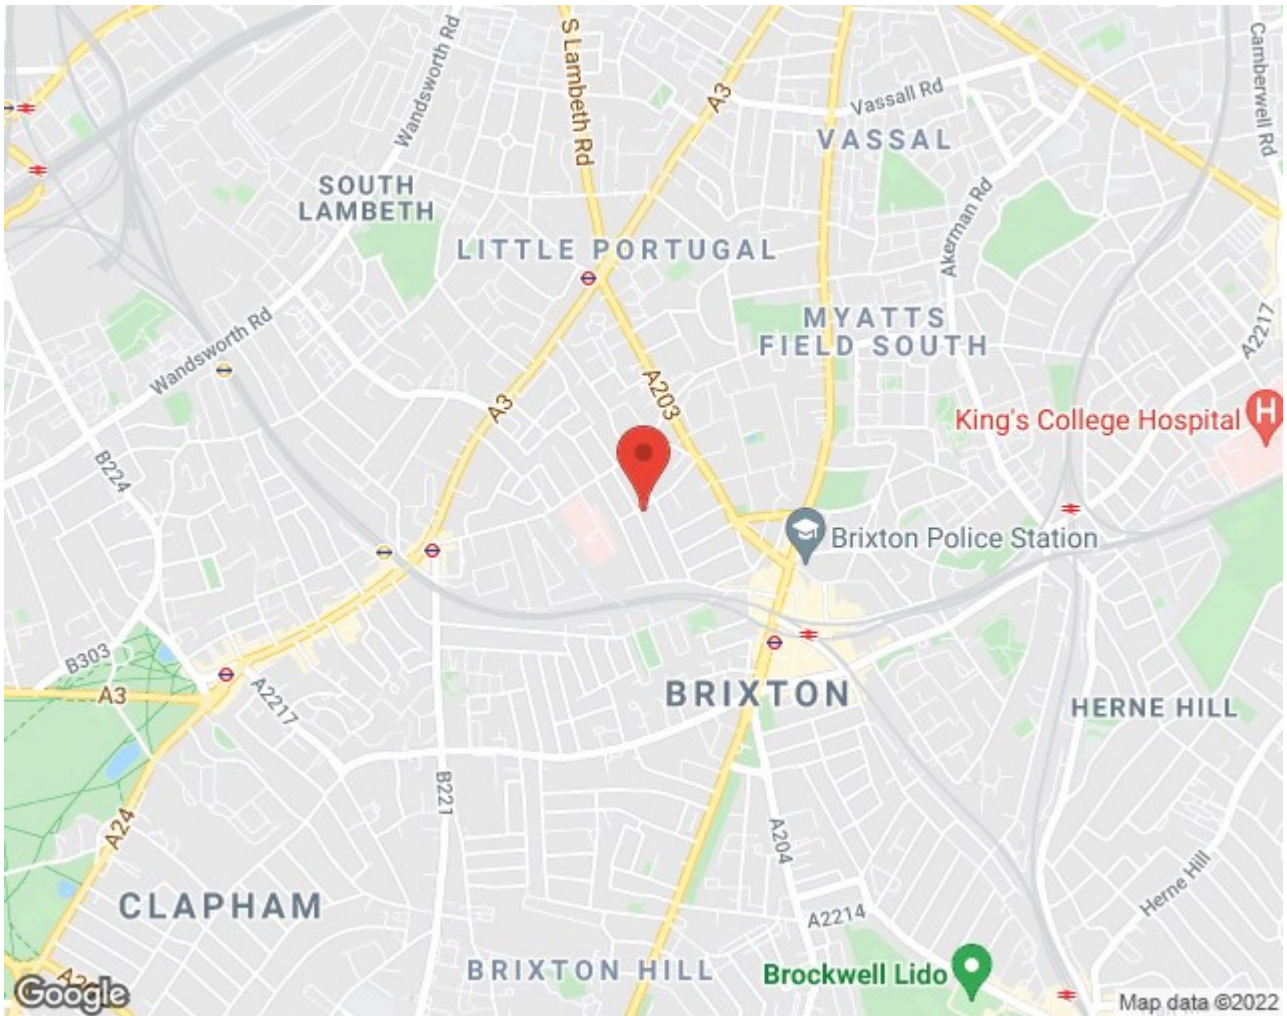 S Lambeth Rd
Wandsworth Rd
A3
Vassall Rd
Camberwell Rd
VASSAL
SOUTH
LAMBETH
Akerman Rd
LITTLE PORTUGAL
MYATTS
FIELD SOUTH
Wandsworth Rd
A2217
A203
A3
King's College Hospital
H
B224
Brixton Police Station
B303
A3
A2217
BRIXTON
HERNE HILL
B221
A24
A204
Herne Hill
CLAPHAM
A2214
BRIXTON HILL
Brockwell Lido
Google
Map data ©2022